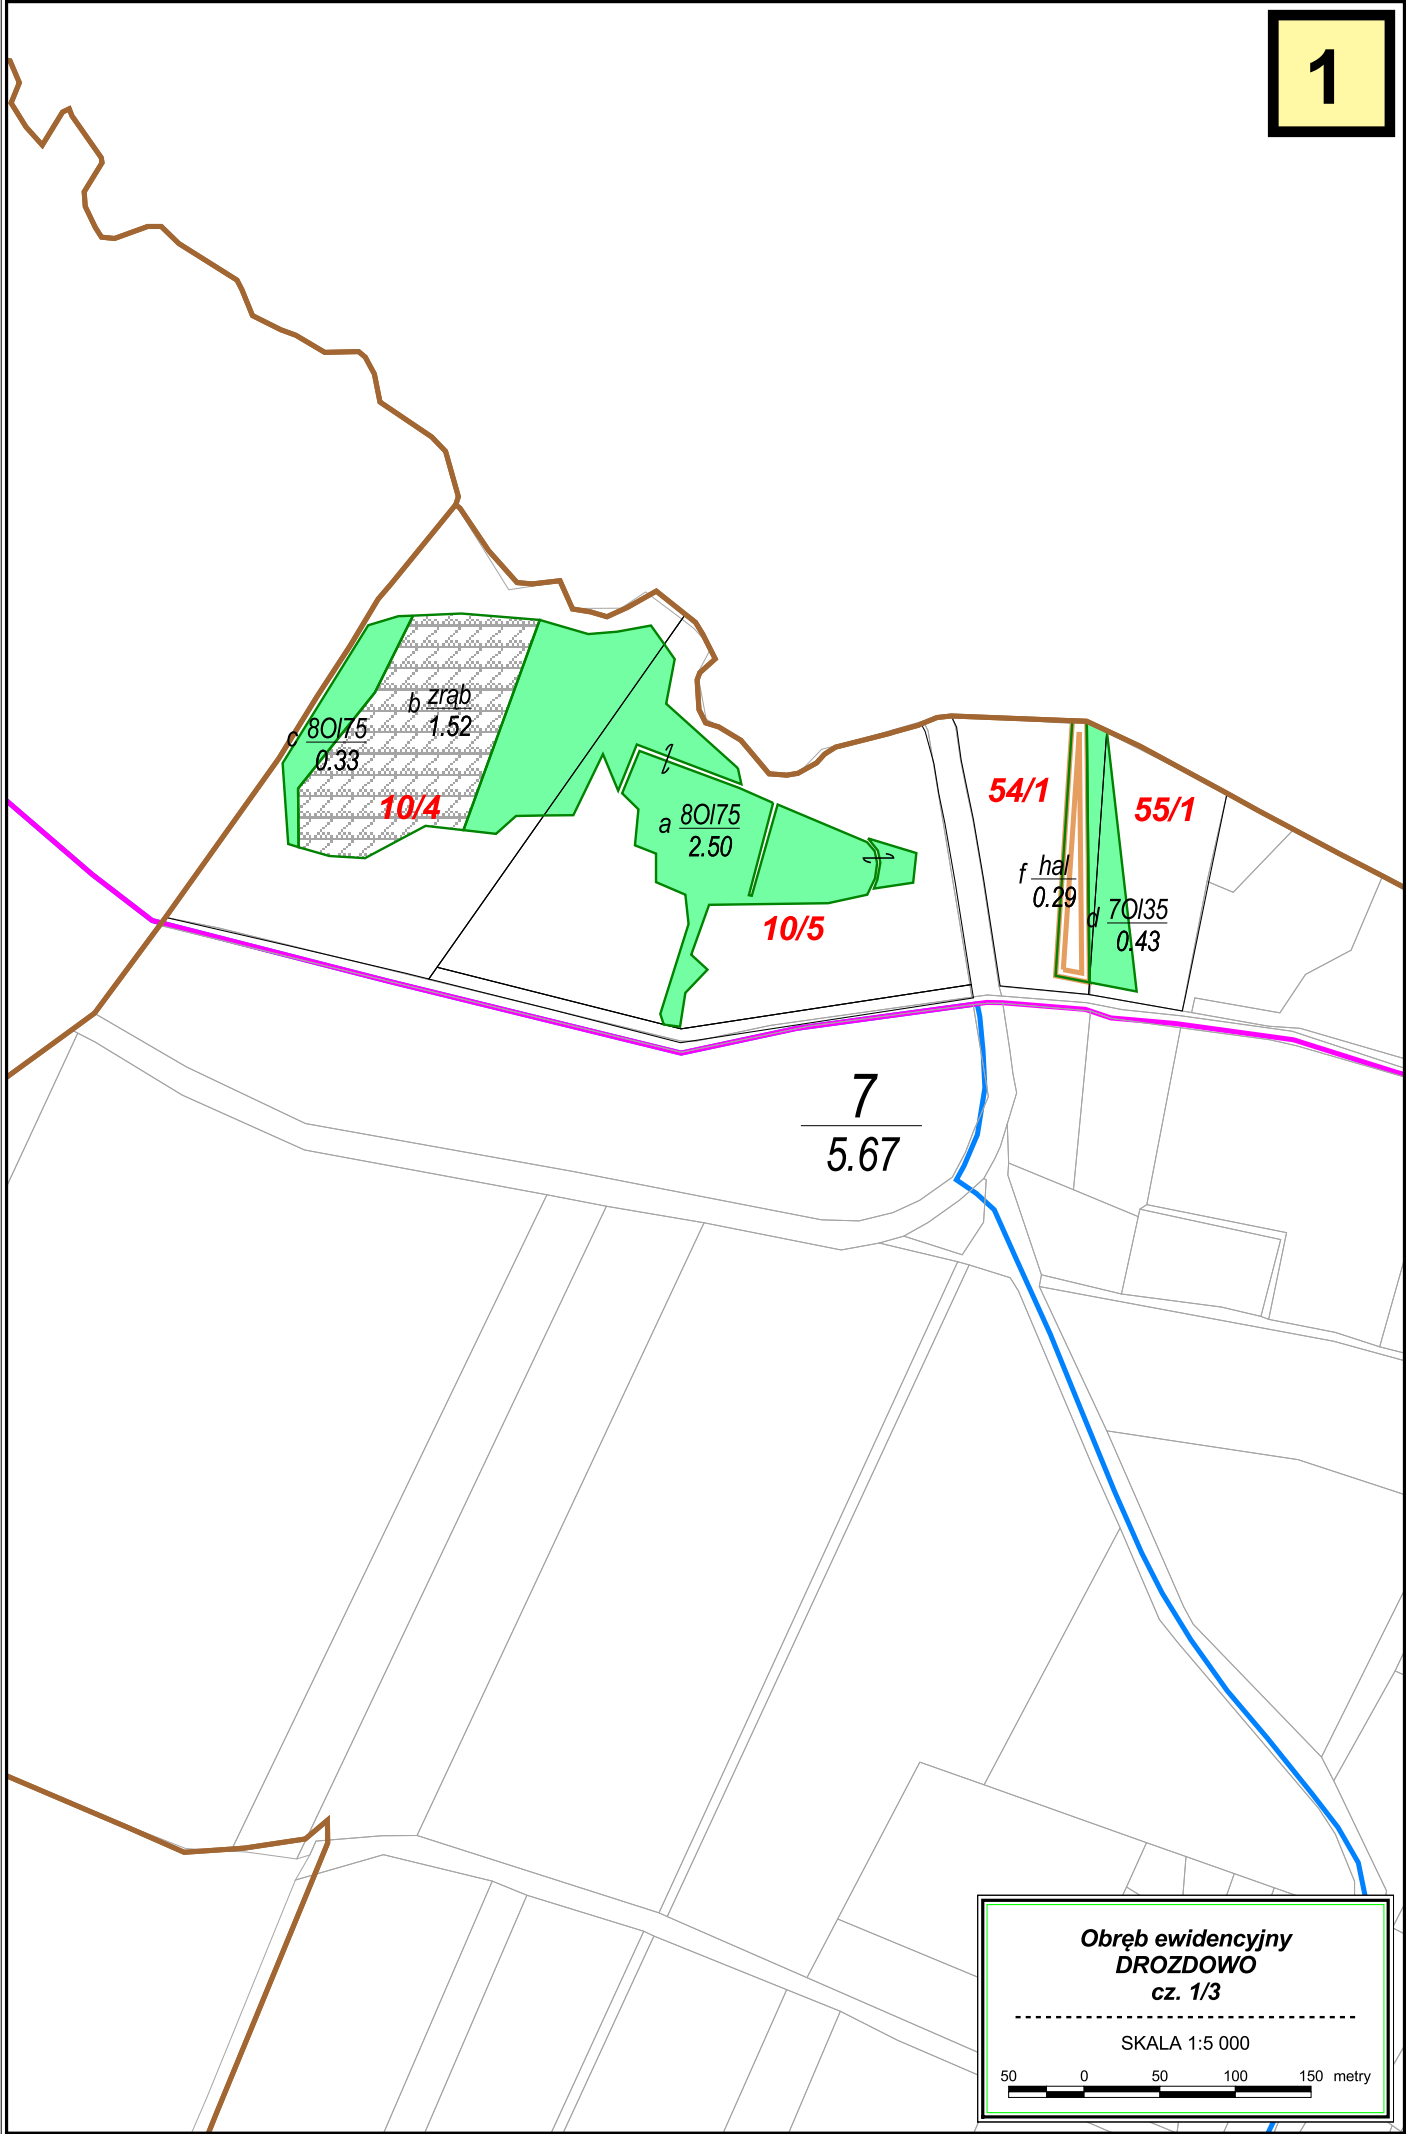 1
b zrąb
1.52
c 8Ol75
0.33
10/4
a 8Ol75
2.50
10/5
54/1
55/1
f hal
0.29
d 7Ol35
0.43
7
5.67
Obręb ewidencyjny
DROZDOWO
cz. 1/3
SKALA 1:5 000
50 0 50 100 150 metry